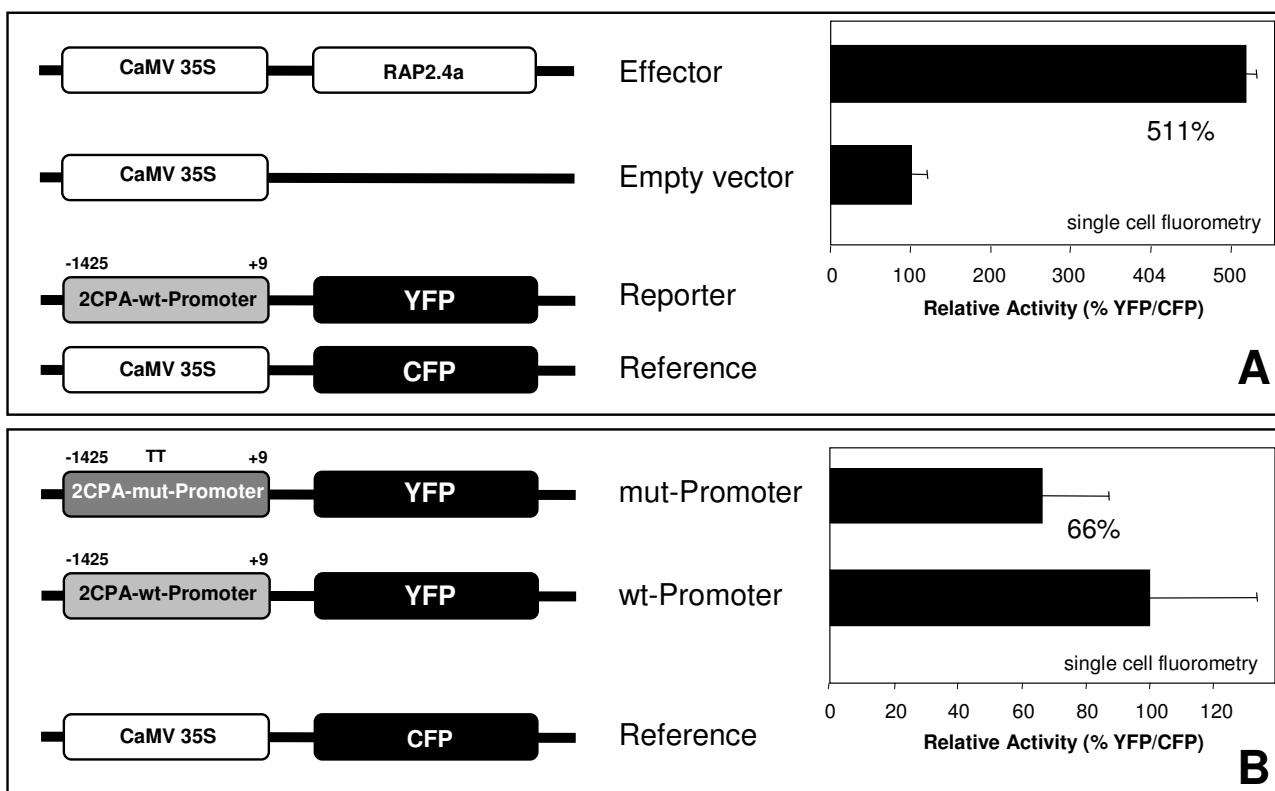 CaMV 35S
RAP2.4a
Effector
511%
CaMV 35S
Empty vector
single cell fluorometry
-1425 +9
2CPA-wt-Promoter
YFP
Reporter
0 100 200 300 404 500
Relative Activity (% YFP/CFP)
CaMV 35S
CFP
Reference
A
-1425 TT +9
2CPA-mut-Promoter
YFP
mut-Promoter
66%
-1425 +9
2CPA-wt-Promoter
YFP
wt-Promoter
single cell fluorometry
0 20 40 60 80 100 120
Relative Activity (% YFP/CFP)
CaMV 35S
CFP
Reference
B